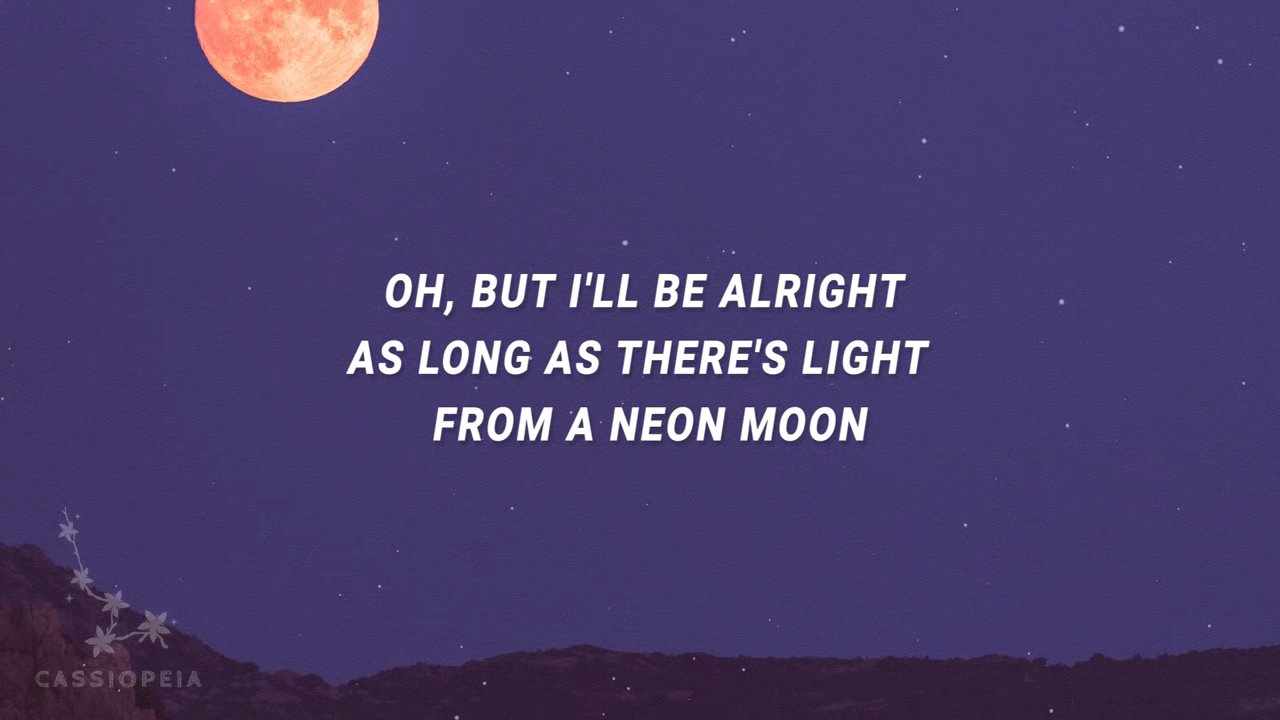 OH, BUT I'LL BE ALRIGHT
AS LONG AS THERE'S LIGHT
FROM A NEON MOON
CASSIOPEIA